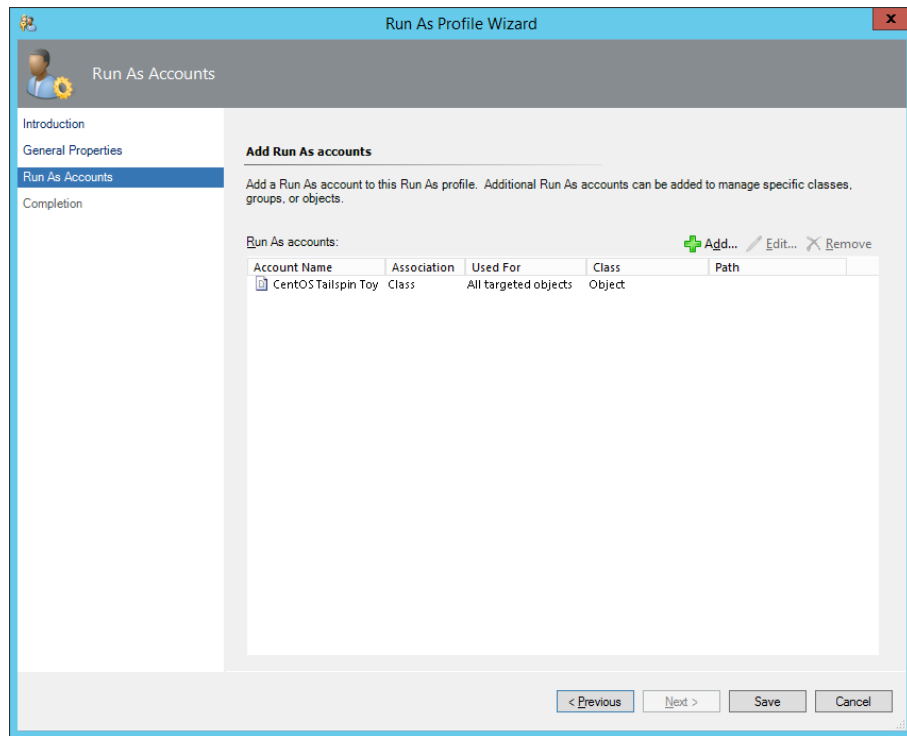 Run As Profile Wizard
x
Run As Accounts
Introduction
General Properties
Run As Accounts
Completion
Add Run As accounts
Add a Run As account to this Run As profile. Additional Run As accounts can be added to manage specific classes,
groups, or objects.
Run As accounts:
Add... Edit... Remove
Account Name Association Used For Class Path
CentOS Tailspin Toy Class All targeted objects Object
< Previous Next > Save Cancel